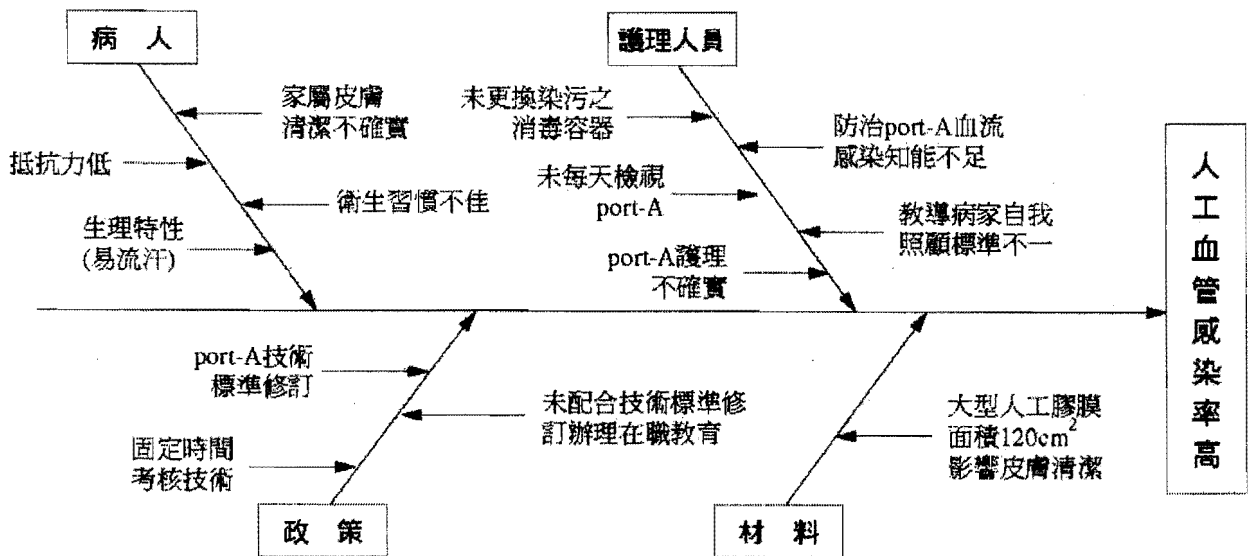 病 人
家屬皮膚
清潔不確實
抵抗力低
衛生習慣不佳
生理特性
(易流汗)
護理人員
未更換染污之
消毒容器
防治port-A血流
感染知能不足
未每天檢視
port-A
教導病家自我
照顧標準不一
port-A護理
不確實
人工血管感染率高
port-A技術
標準修訂
未配合技術標準修
訂辦理在職教育
固定時間
考核技術
政 策
大型人工膠膜
面積120cm²
影響皮膚清潔
材 料